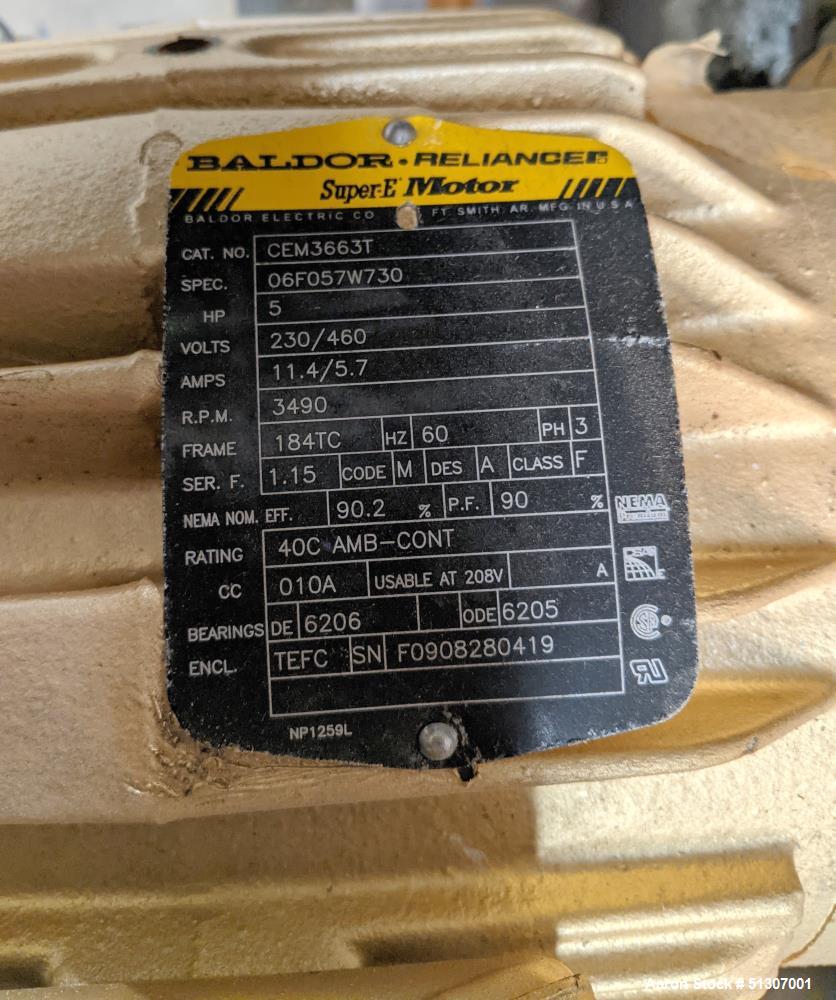 BALDOR • RELIANCE
Super-E Motor
BALDOR ELECTRIC CO FT. SMITH, AR. MFG IN U.S.A
CAT. NO. CEM3663T
SPEC. 06F057W730
HP 5
VOLTS 230/460
AMPS 11.4/5.7
R.P.M. 3490
FRAME 184TC HZ 60 PH 3
SER. F. 1.15 CODE M DES A CLASS F
NEMA NOM. EFF. 90.2 % P.F. 90 %
NEMA
RATING 40C AMB-CONT
CC 010A USABLE AT 208V A
BEARINGS DE 6206 ODE 6205
ENCL. TEFC SN F0908280419
NP1259L
Aaron Stock # 51307001